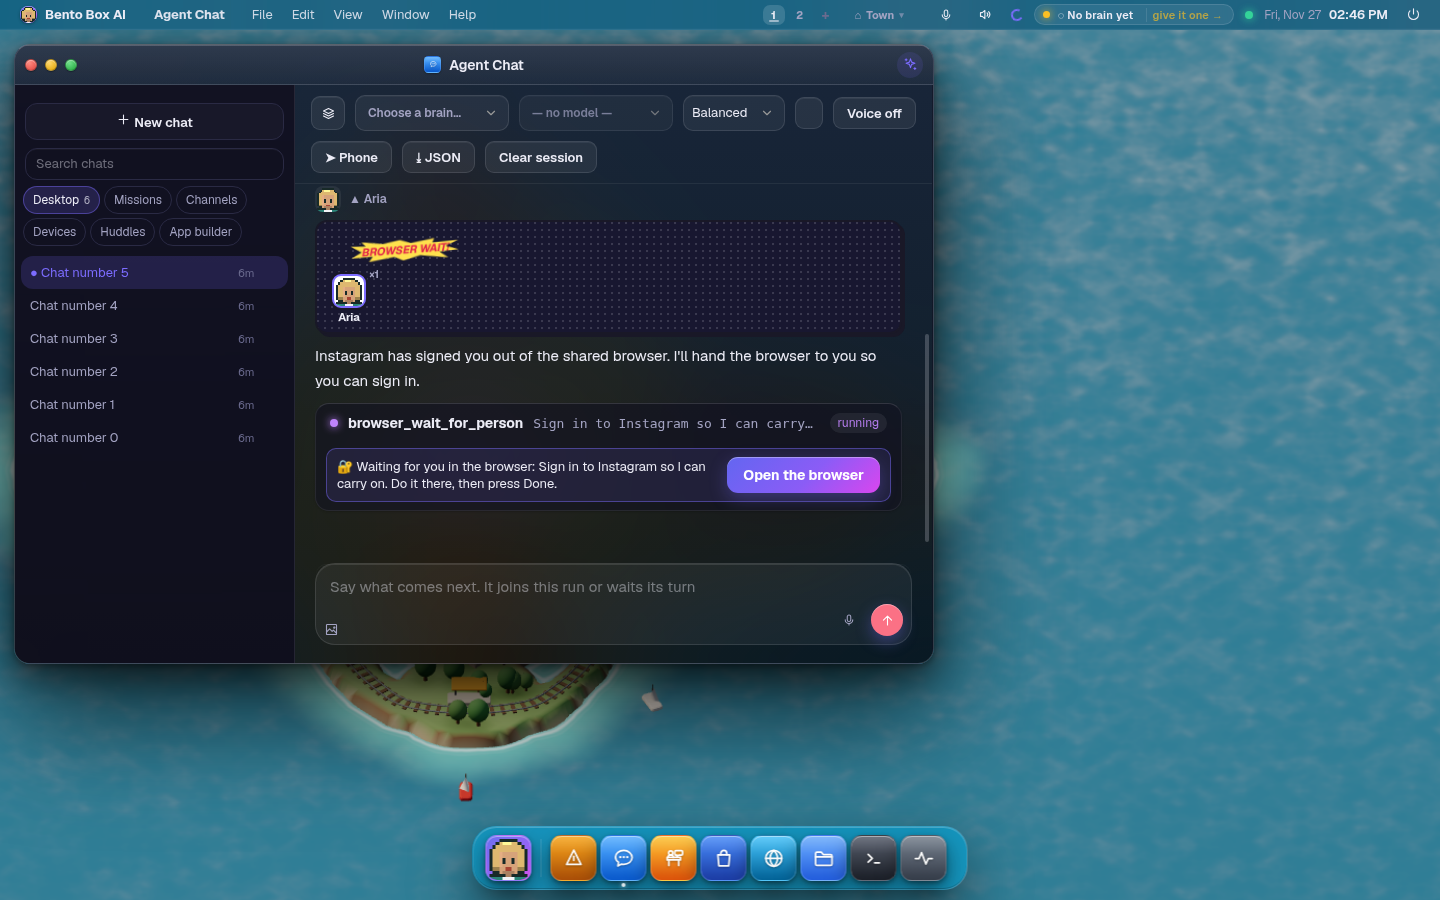 Bento Box AI Agent Chat File Edit View Window Help 1 2 + Town No brain yet give it one → Fri, Nov 27 02:46 PM
Agent Chat
+ New chat
Search chats
Desktop 6 Missions Channels
Devices Huddles App builder
Chat number 5 6m
Chat number 4 6m
Chat number 3 6m
Chat number 2 6m
Chat number 1 6m
Chat number 0 6m
Choose a brain... — no model — Balanced Voice off
Phone JSON Clear session
▲ Aria
BROWSER WAIT!
×1
Aria
Instagram has signed you out of the shared browser. I'll hand the browser to you so
you can sign in.
browser_wait_for_person Sign in to Instagram so I can carry… running
Waiting for you in the browser: Sign in to Instagram so I can
carry on. Do it there, then press Done.
Open the browser
Say what comes next. It joins this run or waits its turn